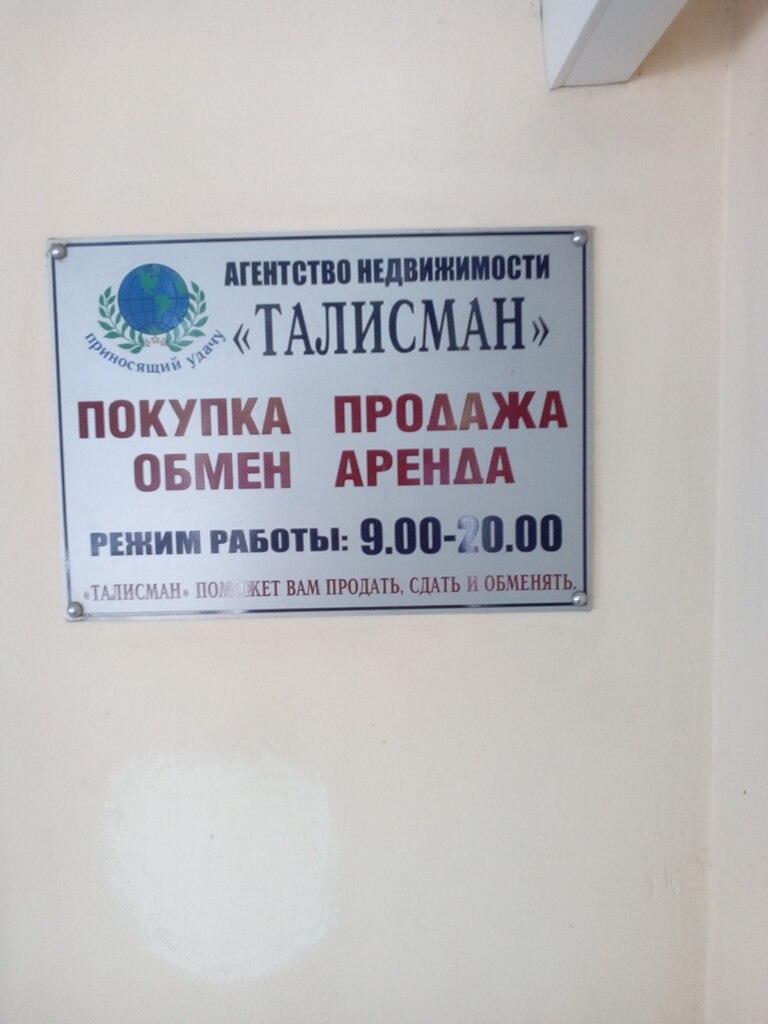 АГЕНТСТВО НЕДВИЖИМОСТИ
«ТАЛИСМАН»
приносящий удачу
ПОКУПКА ПРОДАЖА
ОБМЕН АРЕНДА
РЕЖИМ РАБОТЫ: 9.00-20.00
«ТАЛИСМАН» ПОМОЖЕТ ВАМ ПРОДАТЬ, СДАТЬ И ОБМЕНЯТЬ.